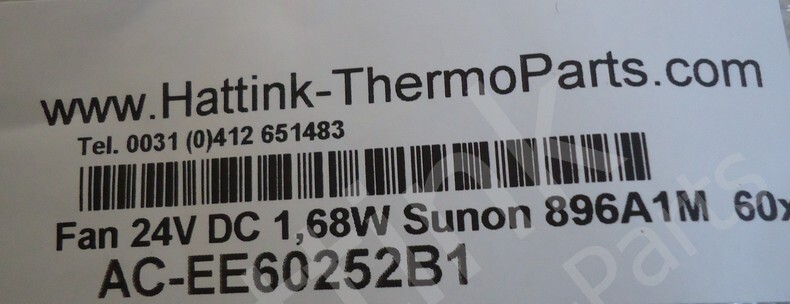 www.Hattink-ThermoParts.com
Tel. 0031 (0)412 651483
Fan 24V DC 1,68W Sunon 896A1M 60x
AC-EE60252B1